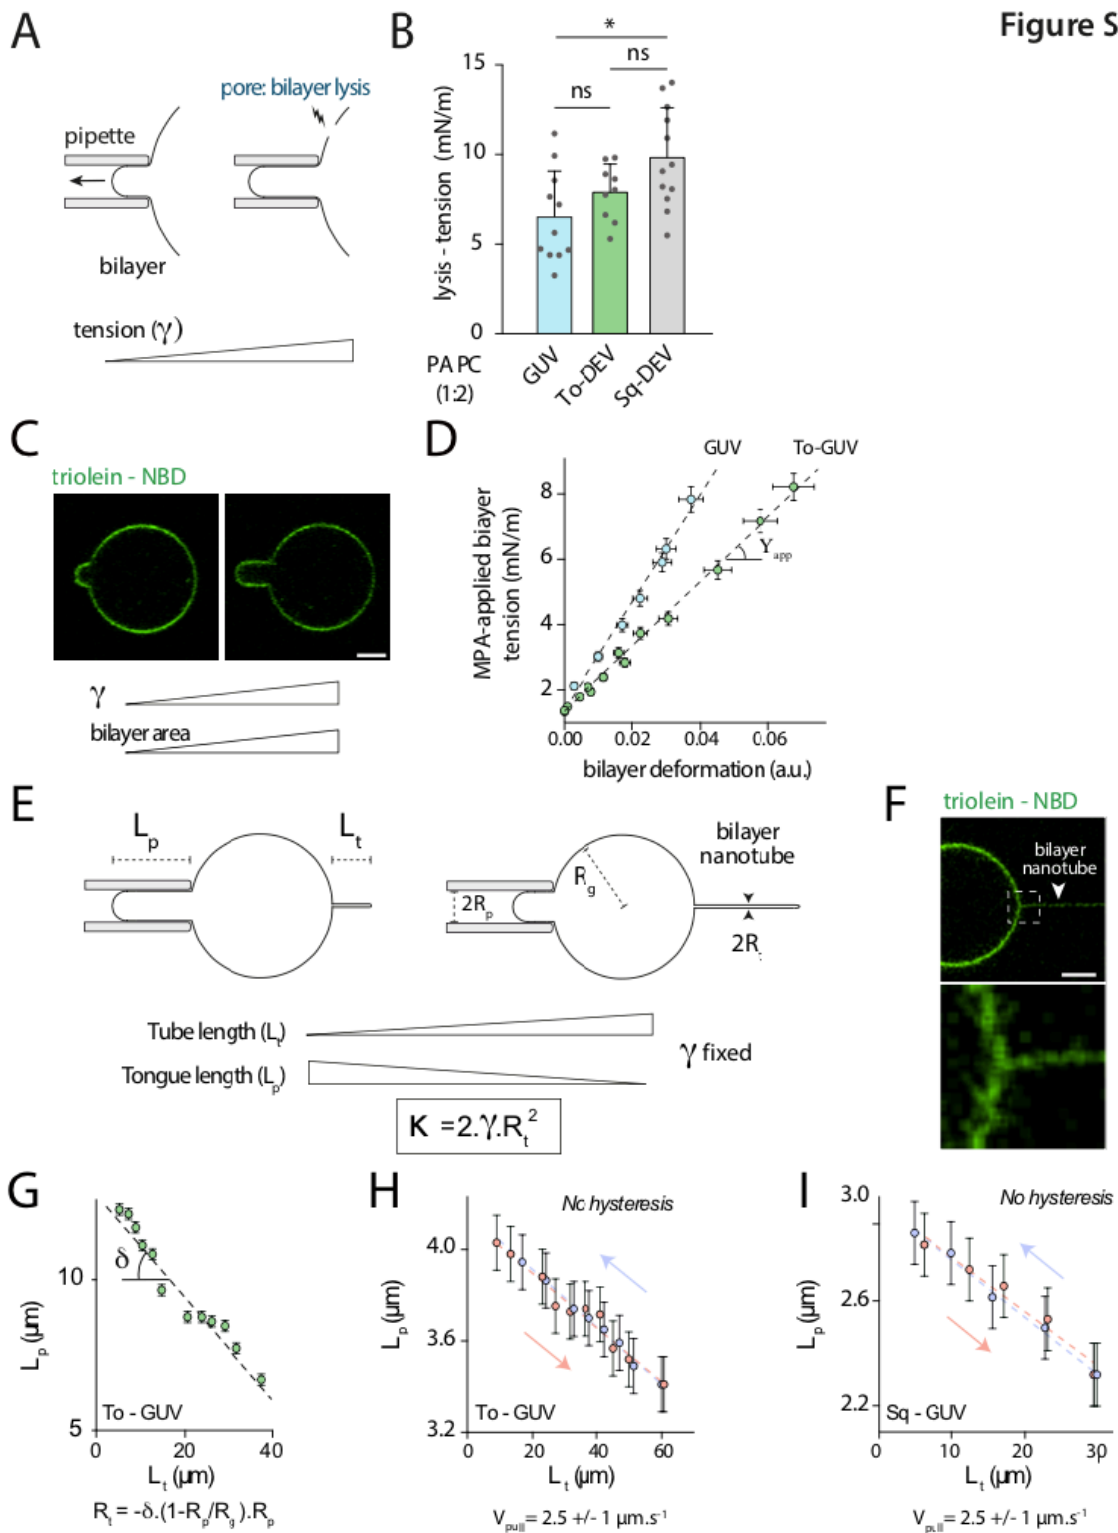 Figure S
A
pore: bilayer lysis
pipette
bilayer
tension (γ)
B
*
ns
ns
15
10
5
0
lysis - tension (mN/m)
PA PC
(1:2)
GUV
To-DEV
Sq-DEV
C
triolein - NBD
γ
bilayer area
D
GUV
To-GUV
8
6
4
2
MPA-applied biayer
tension (mN/m)
Yapp
0.00
0.02
0.04
0.06
bilayer deformation (a.u.)
E
Lp
Lt
2Rp
Rg
bilayer
nanotube
2R
Tube length (Lt)
Tongue length (Lp)
γ fixed
K =2.γ.Rt²
F
triolein - NBD
bilayer
nanotube
G
10
5
Lp (µm)
δ
To - GUV
0
20
40
Lt (µm)
Rt = -δ.(1-Rp/Rg).Rp
H
No hysteresis
4.0
3.6
3.2
Lp (µm)
To - GUV
0
20
40
60
Lt (µm)
Vpull= 2.5 +/- 1 µm.s⁻¹
I
No hysteresis
3.0
2.6
2.2
Lp (µm)
Sq - GUV
0
10
20
30
Lt (µm)
Vpull= 2.5 +/- 1 µm.s⁻¹